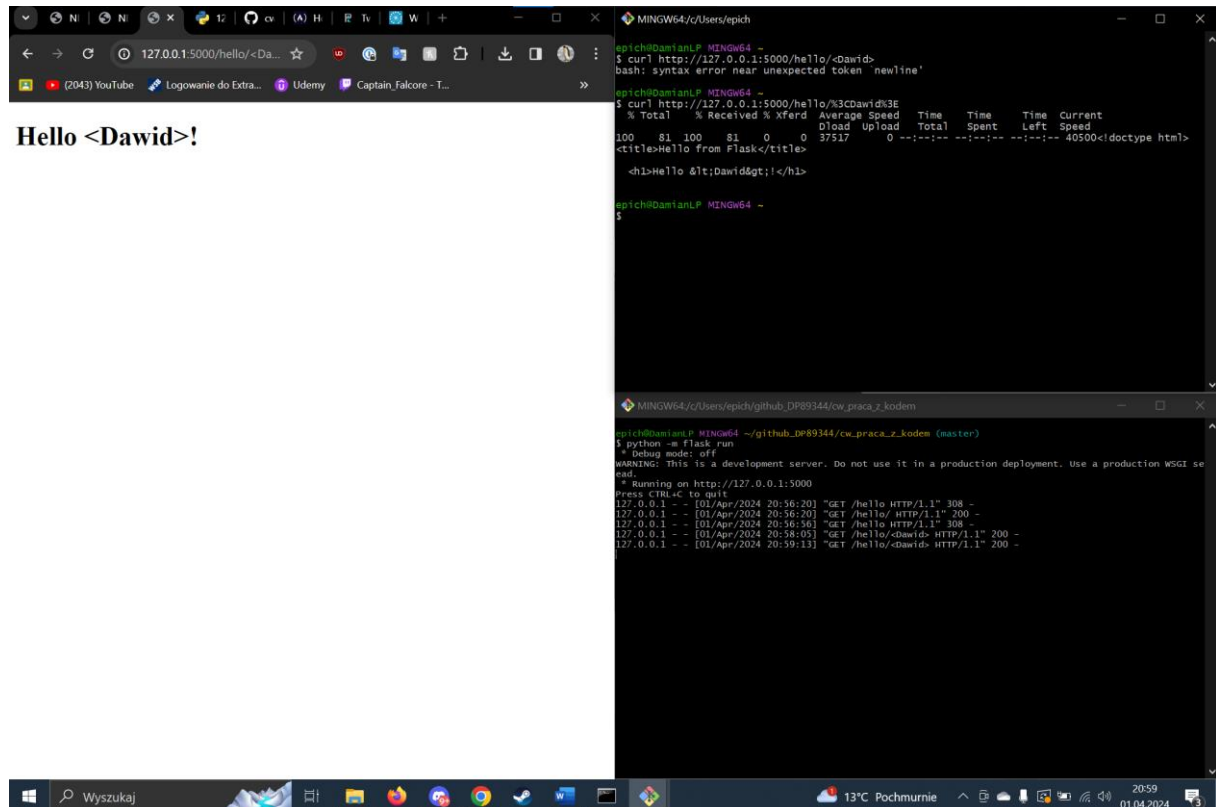 NI NI 12 cv (A) H( Tv W
127.0.0.1:5000/hello/<Da...
(2043) YouTube Logowanie do Extra... Udemy Captain_Falcore - T... »
Hello <Dawid>!
MINGW64:/c/Users/epich
epich@DamianLP MINGW64 ~
$ curl http://127.0.0.1:5000/hello/<Dawid>
bash: syntax error near unexpected token `newline'
epich@DamianLP MINGW64 ~
$ curl http://127.0.0.1:5000/hello/%3CDawid%3E
% Total % Received % Xferd Average Speed Time Time Time Current
Dload Upload Total Spent Left Speed
100 81 100 81 0 0 37517 0 --:--:-- --:--:-- --:--:-- 40500<!doctype html>
<title>Hello from Flask</title>
<h1>Hello &lt;Dawid&gt;!</h1>
epich@DamianLP MINGW64 ~
$
MINGW64:/c/Users/epich/github_DP89344/cw_praca_z_kodem
epich@DamianLP MINGW64 ~/github_DP89344/cw_praca_z_kodem (master)
$ python -m flask run
* Debug mode: off
WARNING: This is a development server. Do not use it in a production deployment. Use a production WSGI se
ead.
* Running on http://127.0.0.1:5000
Press CTRL+C to quit
127.0.0.1 - - [01/Apr/2024 20:56:20] "GET /hello HTTP/1.1" 308 -
127.0.0.1 - - [01/Apr/2024 20:56:20] "GET /hello/ HTTP/1.1" 200 -
127.0.0.1 - - [01/Apr/2024 20:56:56] "GET /hello HTTP/1.1" 308 -
127.0.0.1 - - [01/Apr/2024 20:58:05] "GET /hello/<Dawid> HTTP/1.1" 200 -
127.0.0.1 - - [01/Apr/2024 20:59:13] "GET /hello/<Dawid> HTTP/1.1" 200 -
Wyszukaj
13°C Pochmurnie
20:59
01.04.2024
3